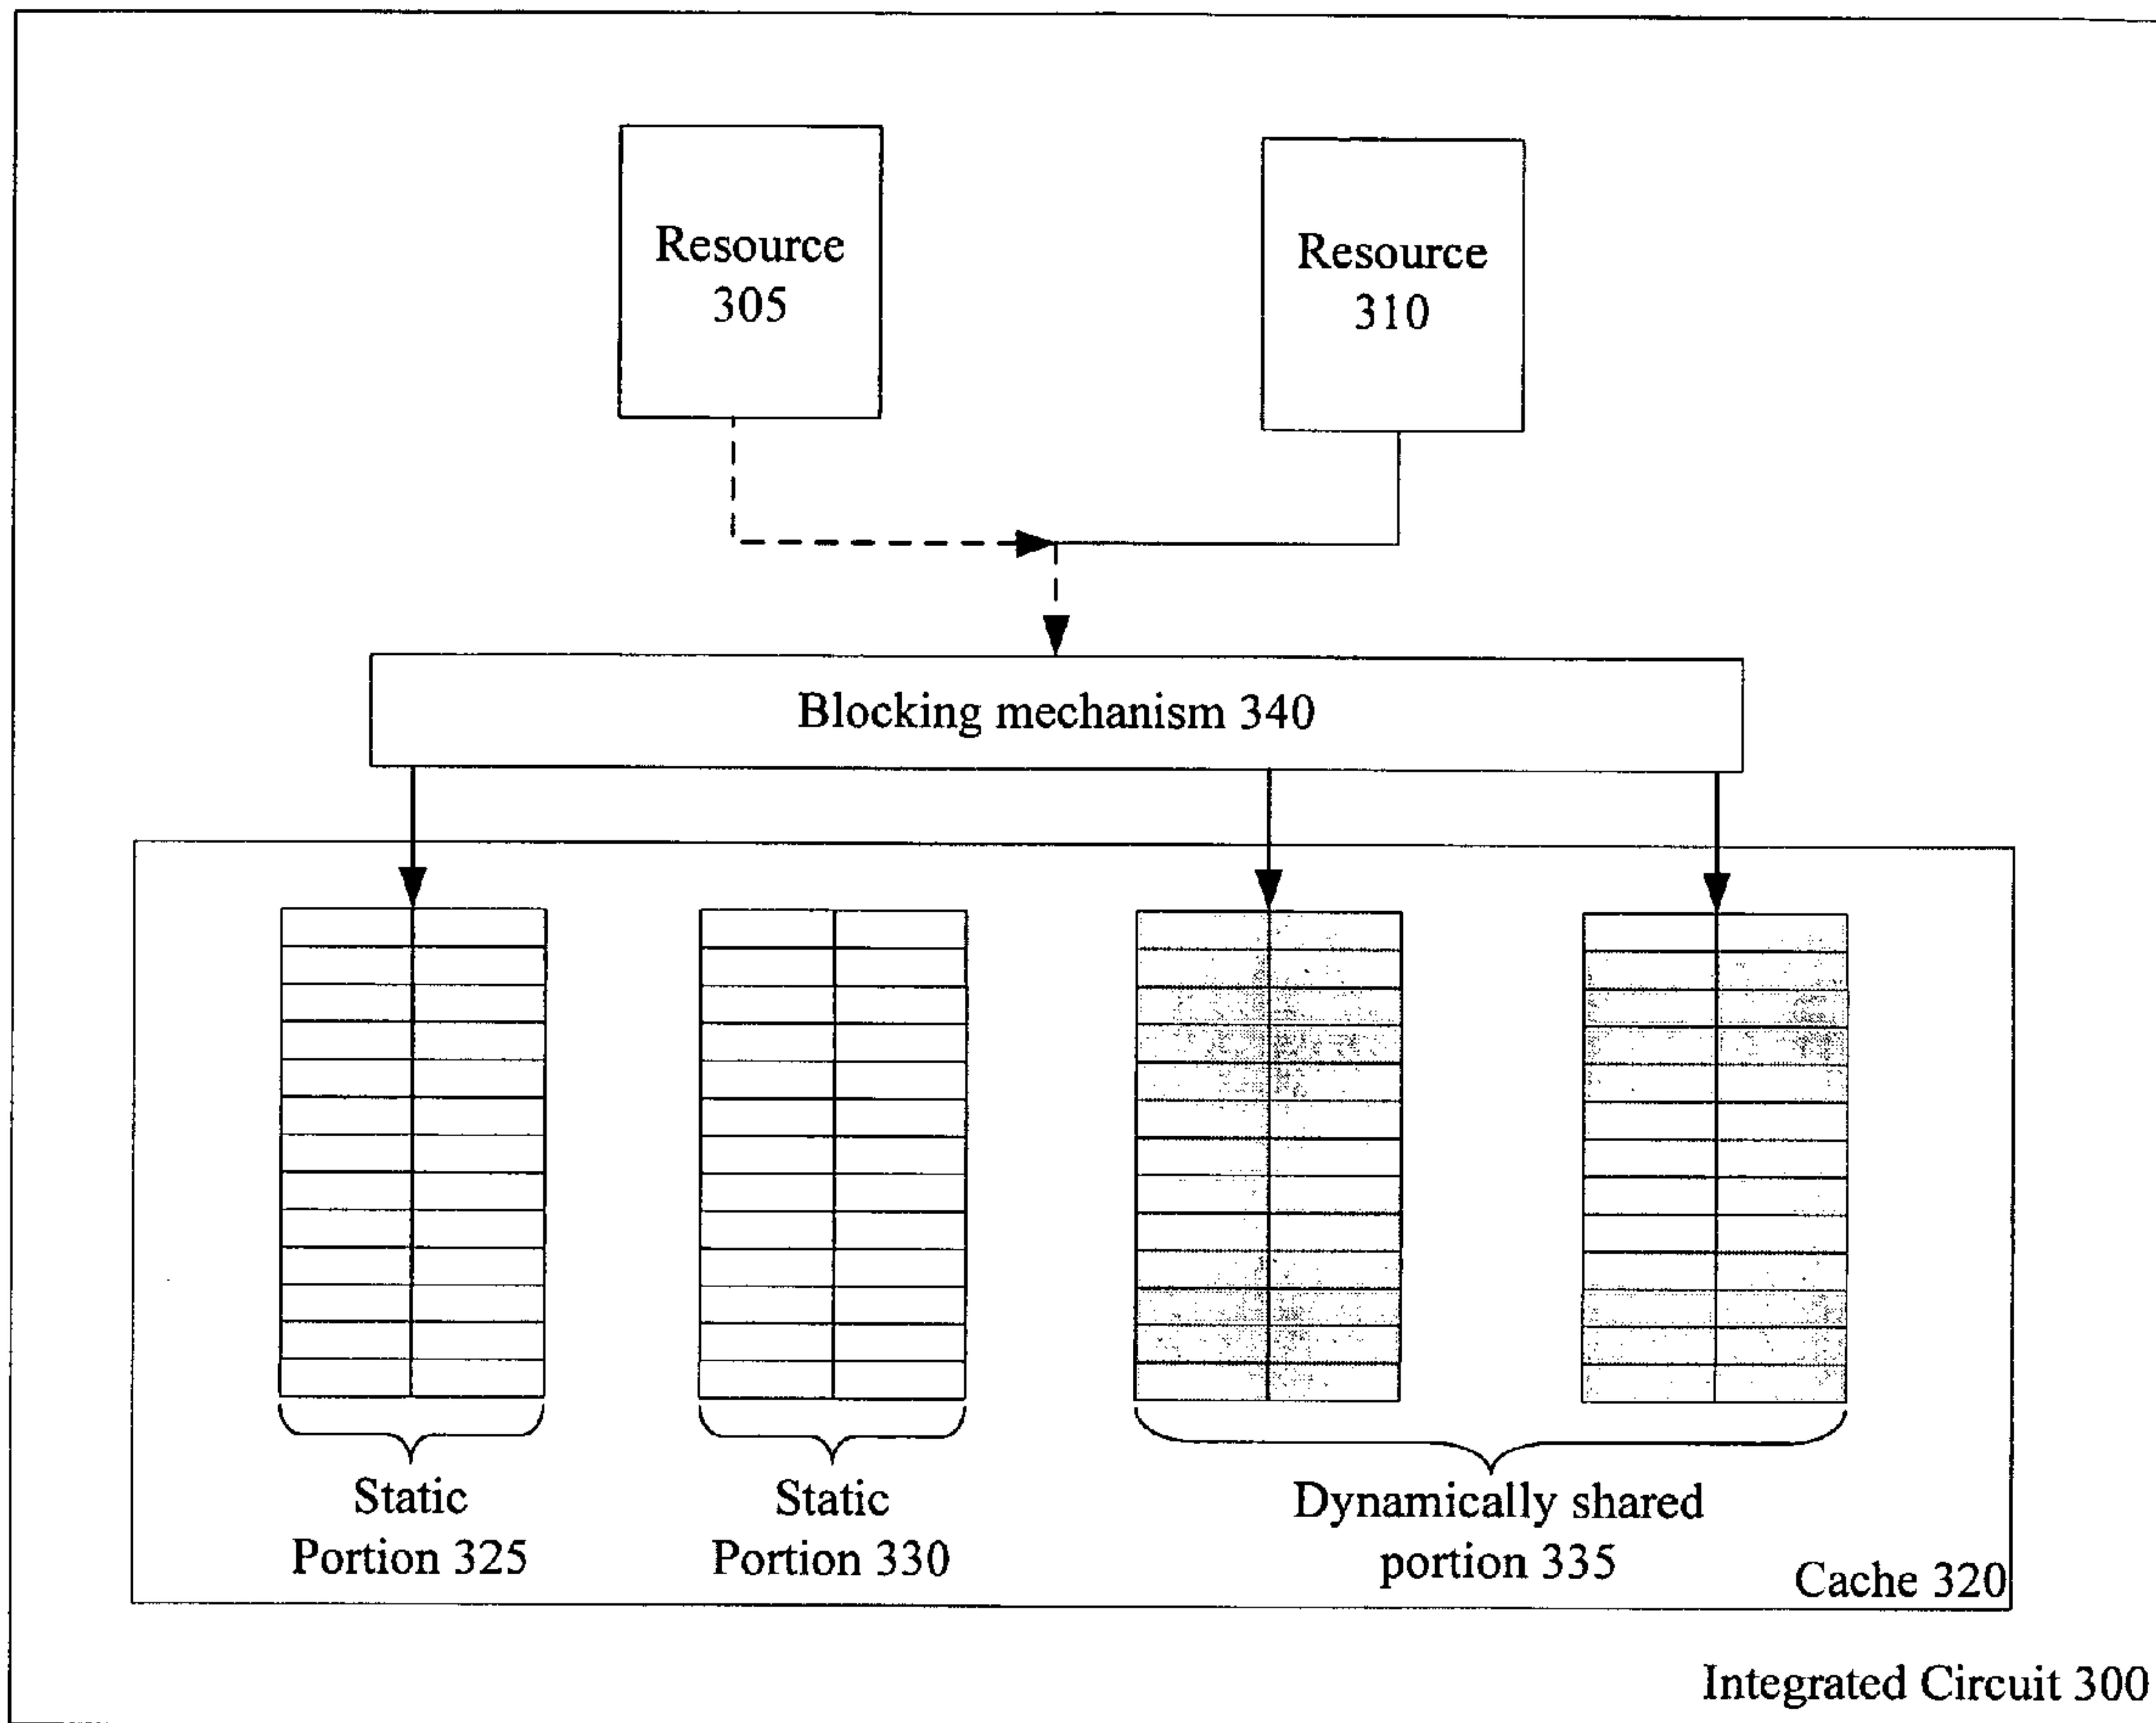 Resource
305
Resource
310
Blocking mechanism 340
Static
Portion 325
Static
Portion 330
Dynamically shared
portion 335
Cache 320
Integrated Circuit 300